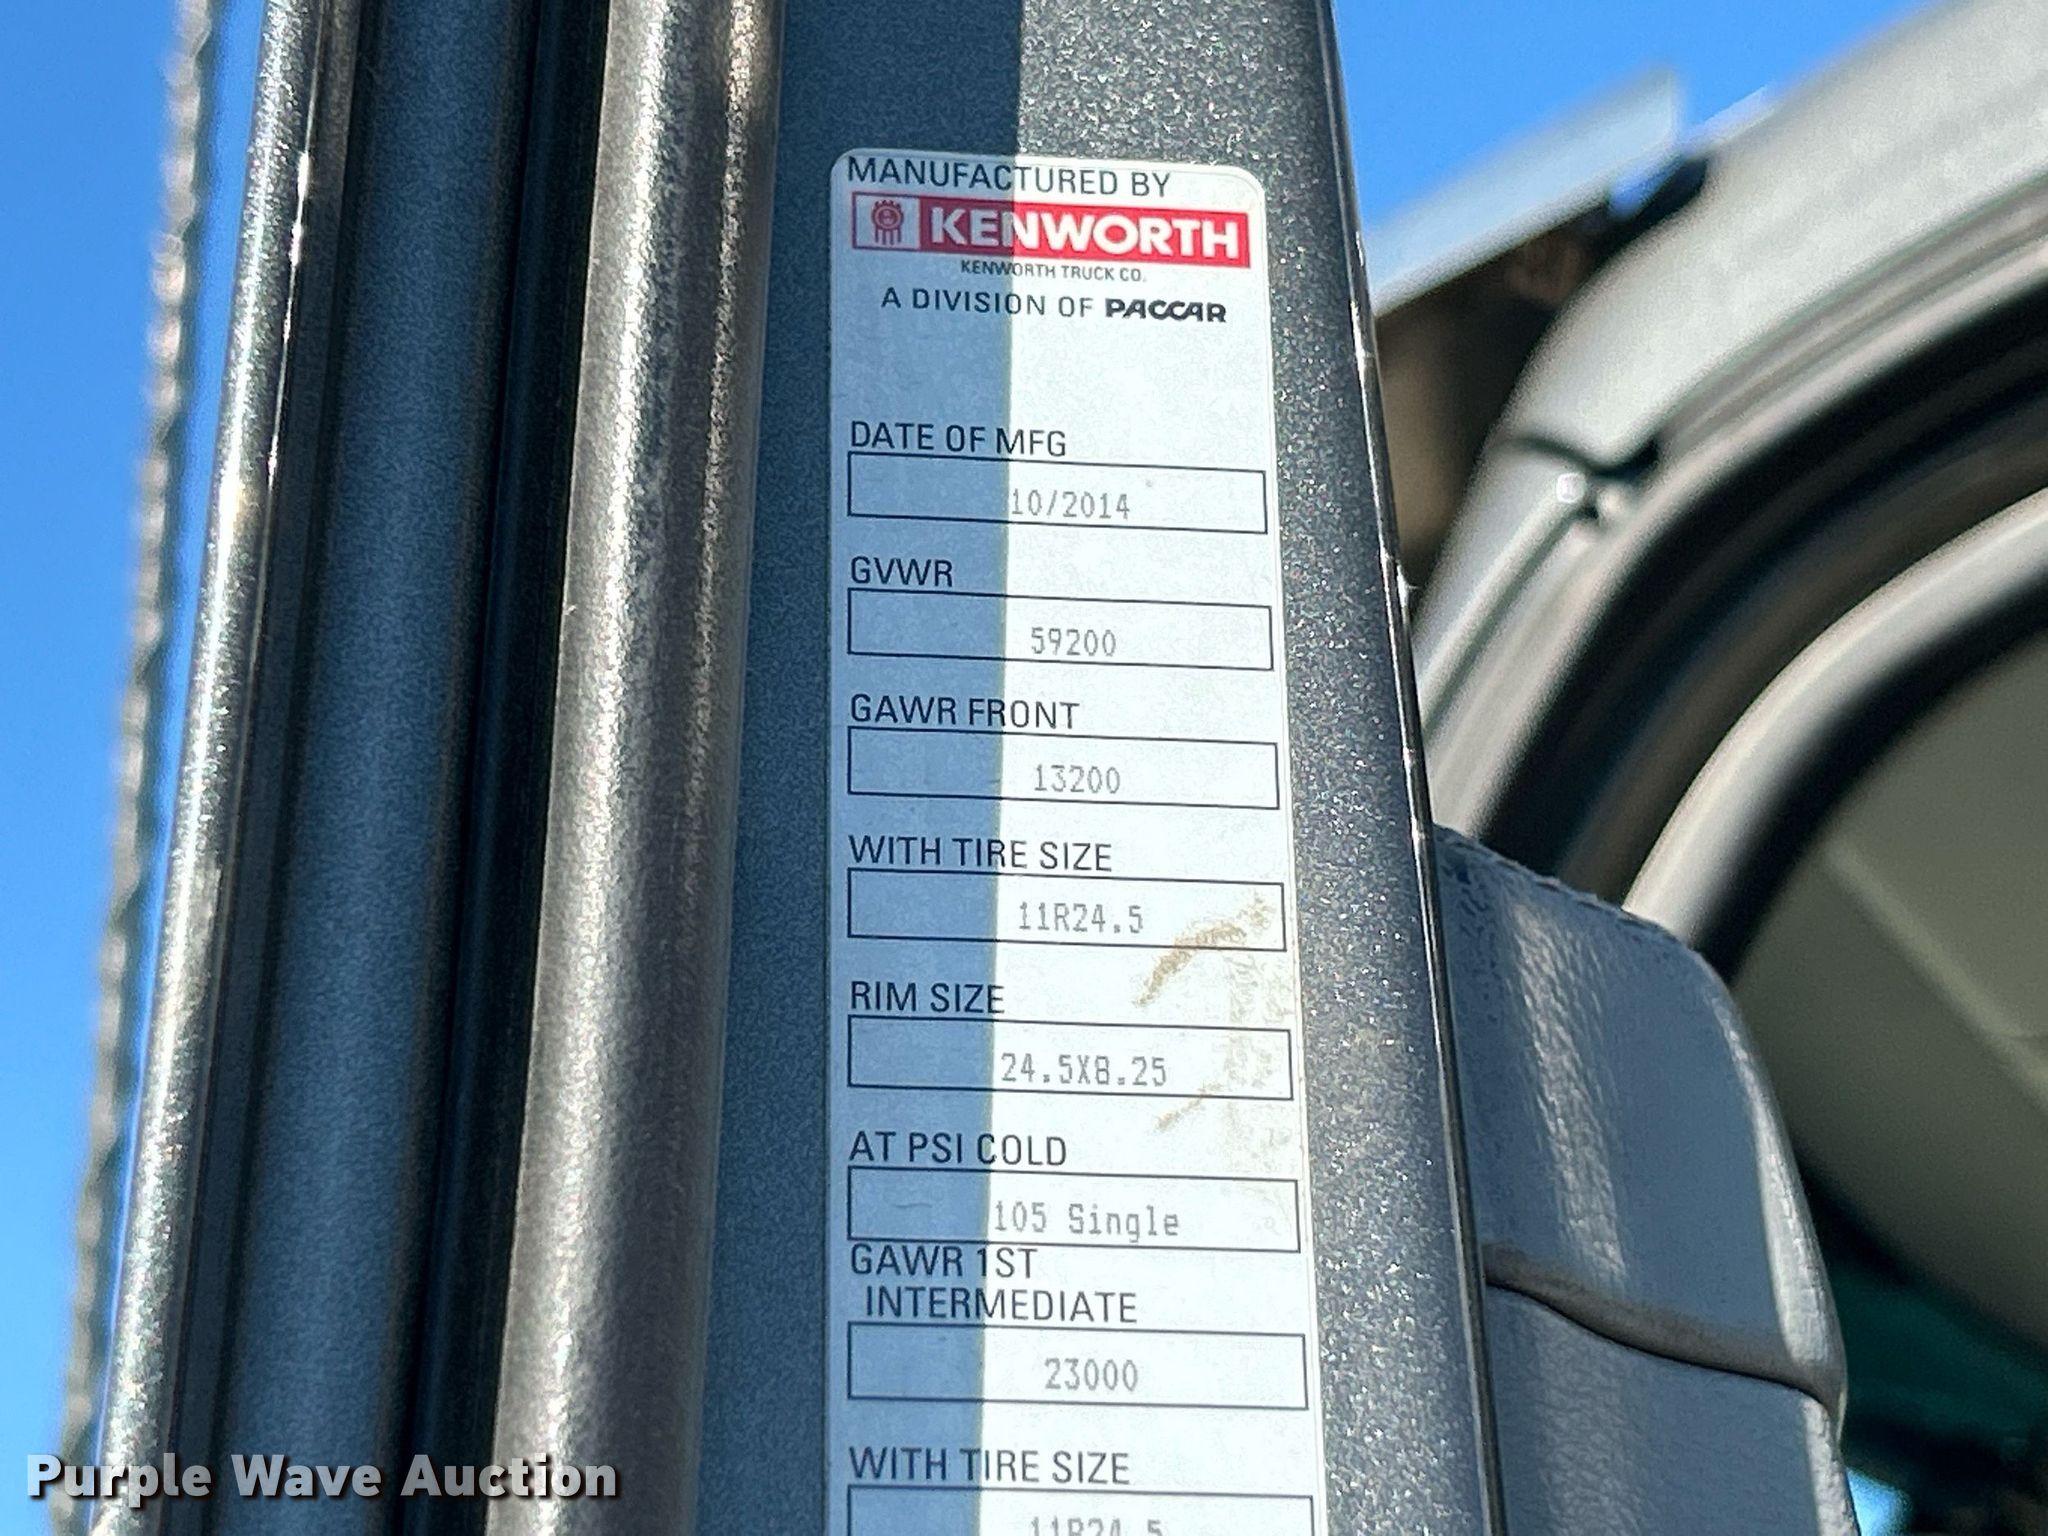 MANUFACTURED BY
KENWORTH
KENWORTH TRUCK CO.
A DIVISION OF PACCAR
DATE OF MFG
10/2014
GVWR
59200
GAWR FRONT
13200
WITH TIRE SIZE
11R24.5
RIM SIZE
24.5X8.25
AT PSI COLD
105 Single
GAWR 1ST
INTERMEDIATE
23000
WITH TIRE SIZE
11R24.5
Purple Wave Auction